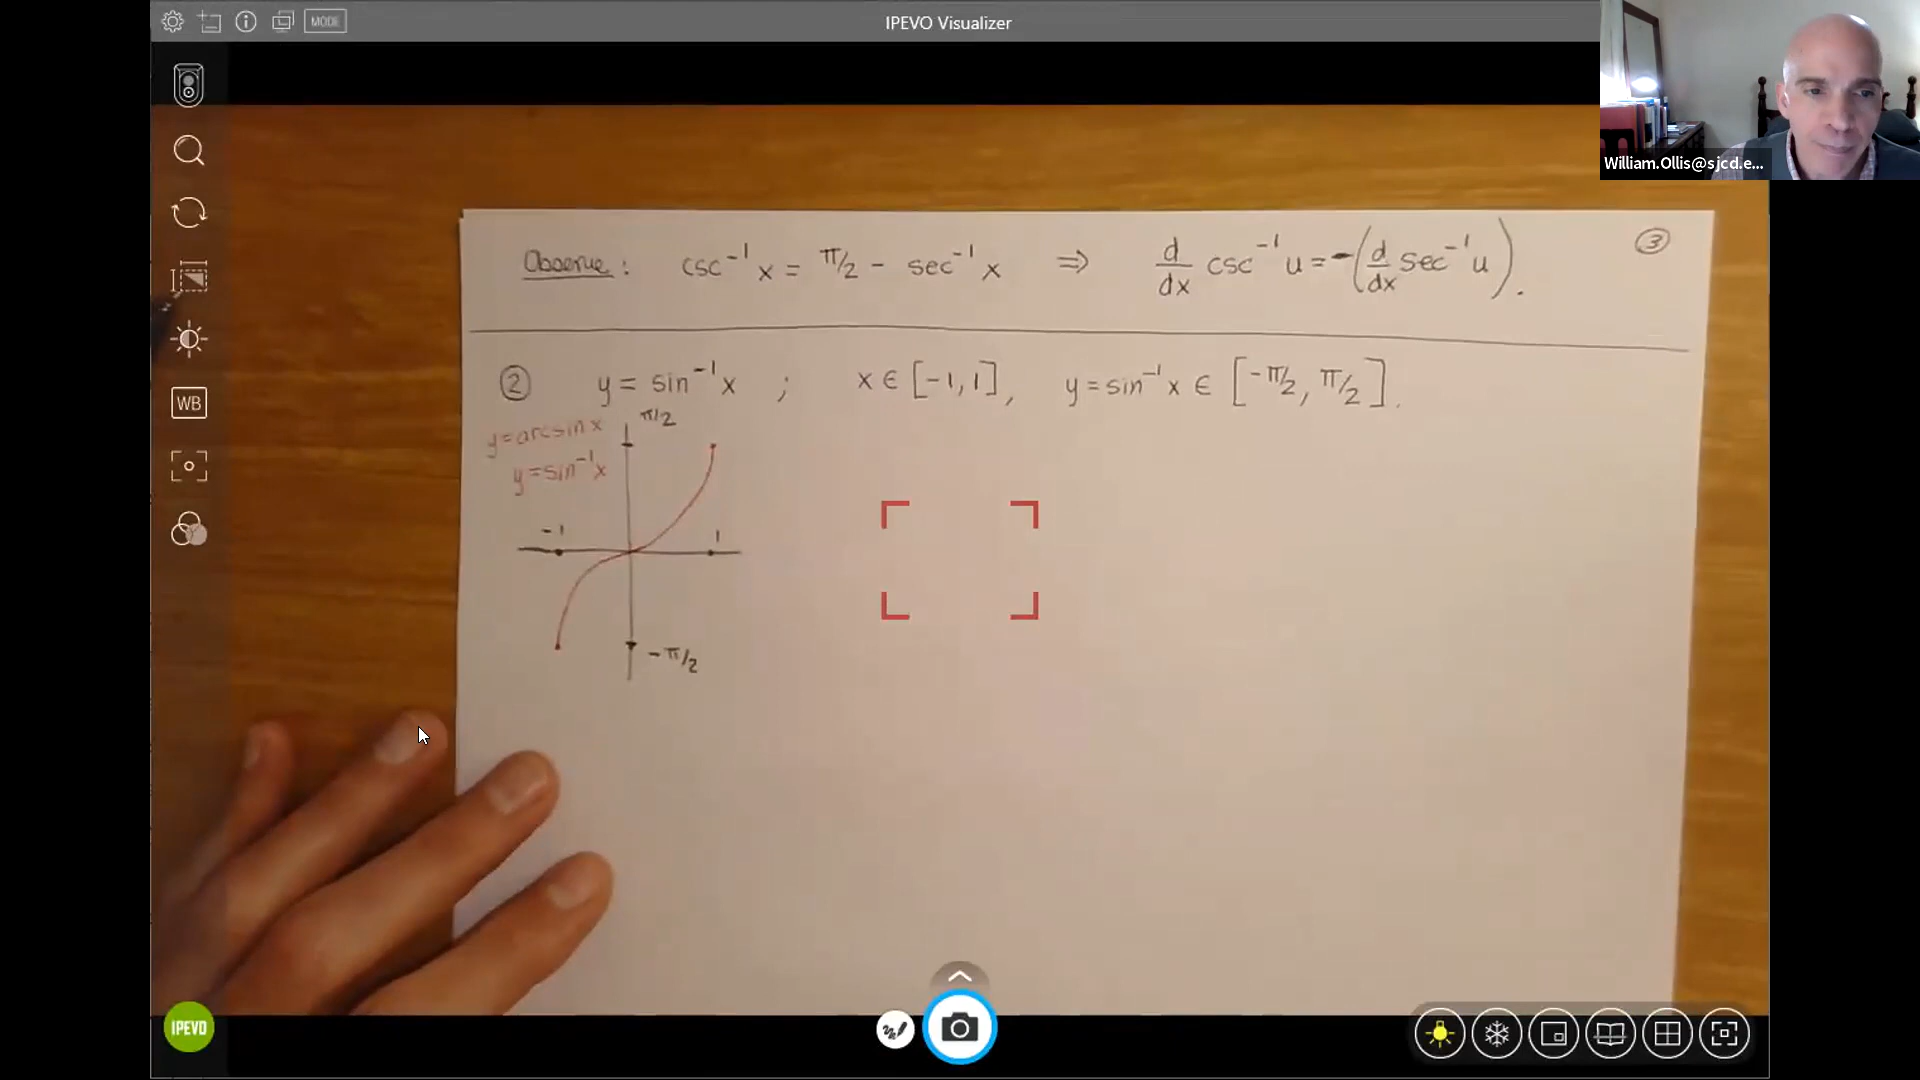 MODE
IPEVO Visualizer
William.Ollis@sjcd.e...
WB
Observe: csc⁻¹x = π/2 - sec⁻¹x ⇒ d/dx csc⁻¹u = -(d/dx sec⁻¹u).
③
② y = sin⁻¹x ; x ∈ [-1, 1], y = sin⁻¹x ∈ [-π/2, π/2].
π/2
y = arcsin x
y = sin⁻¹x
-1
1
-π/2
IPEVO